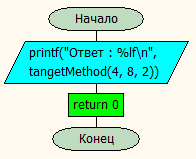 Начало
printf("Ответ : %lf\n",
tangetMethod(4, 8, 2))
return 0
Конец